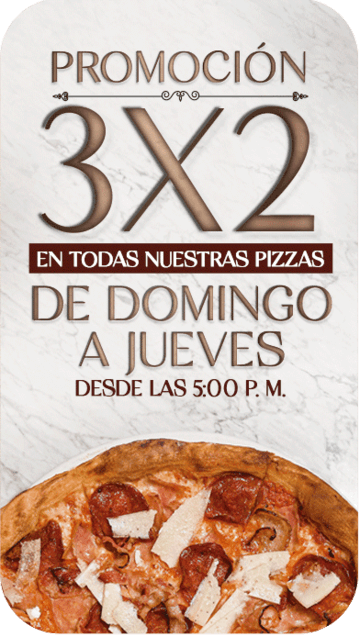 PROMOCIÓN
3X2
EN TODAS NUESTRAS PIZZAS
DE DOMINGO
A JUEVES
DESDE LAS 5:00 P. M.